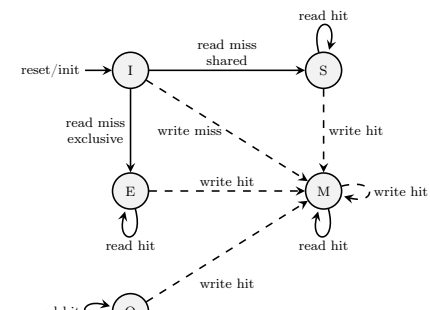 read hit
read miss
shared
reset/init
I
S
read miss
exclusive
write miss
write hit
E
write hit
M
write hit
read hit
read hit
write hit
O